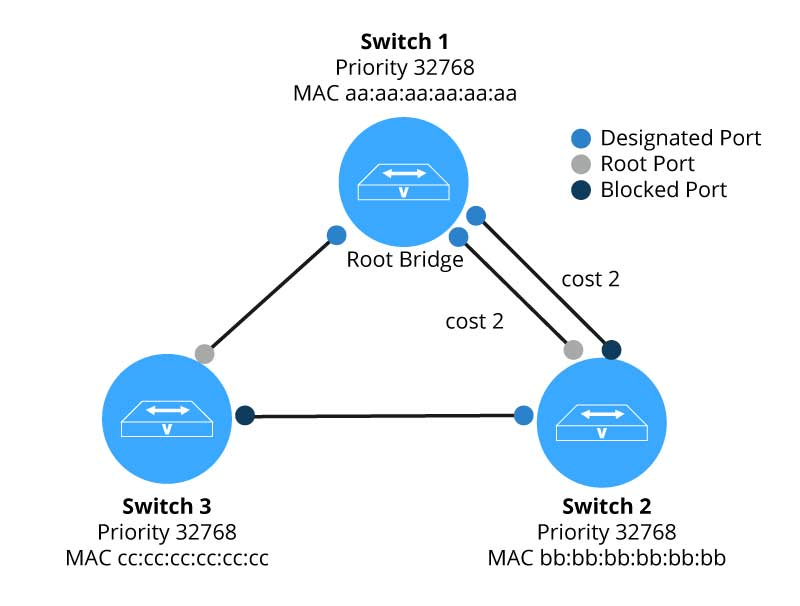 Switch 1
Priority 32768
MAC aa:aa:aa:aa:aa:aa
Designated Port
Root Port
Blocked Port
V
Root Bridge
cost 2
cost 2
V
V
Switch 3
Priority 32768
MAC cc:cc:cc:cc:cc:cc
Switch 2
Priority 32768
MAC bb:bb:bb:bb:bb:bb